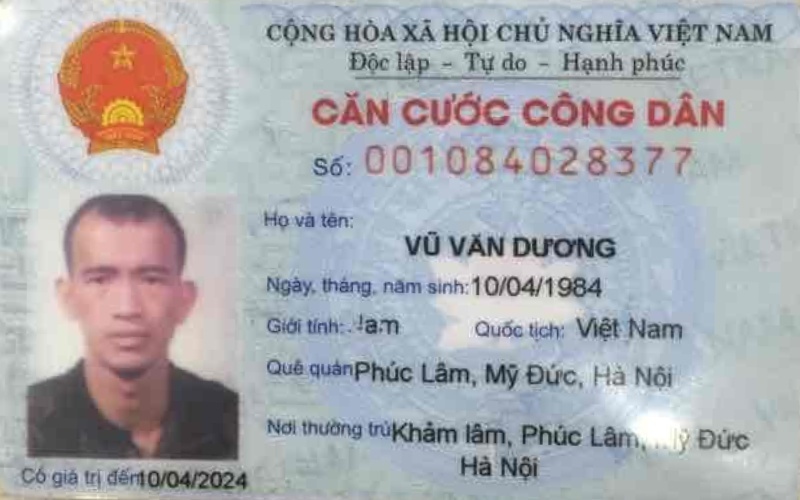 CỘNG HÒA XÃ HỘI CHỦ NGHĨA VIỆT NAM
Độc lập - Tự do - Hạnh phúc
CĂN CƯỚC CÔNG DÂN
Số: 001084028377
Họ và tên:
VŨ VĂN DƯƠNG
Ngày, tháng, năm sinh: 10/04/1984
Giới tính: Quốc tịch: Việt Nam
Quê quán Phúc Lâm, Mỹ Đức, Hà Nội
Nơi thường trú Khảm lâm, Phúc Lâm, Mỹ Đức
Hà Nội
Có giá trị đến 10/04/2024